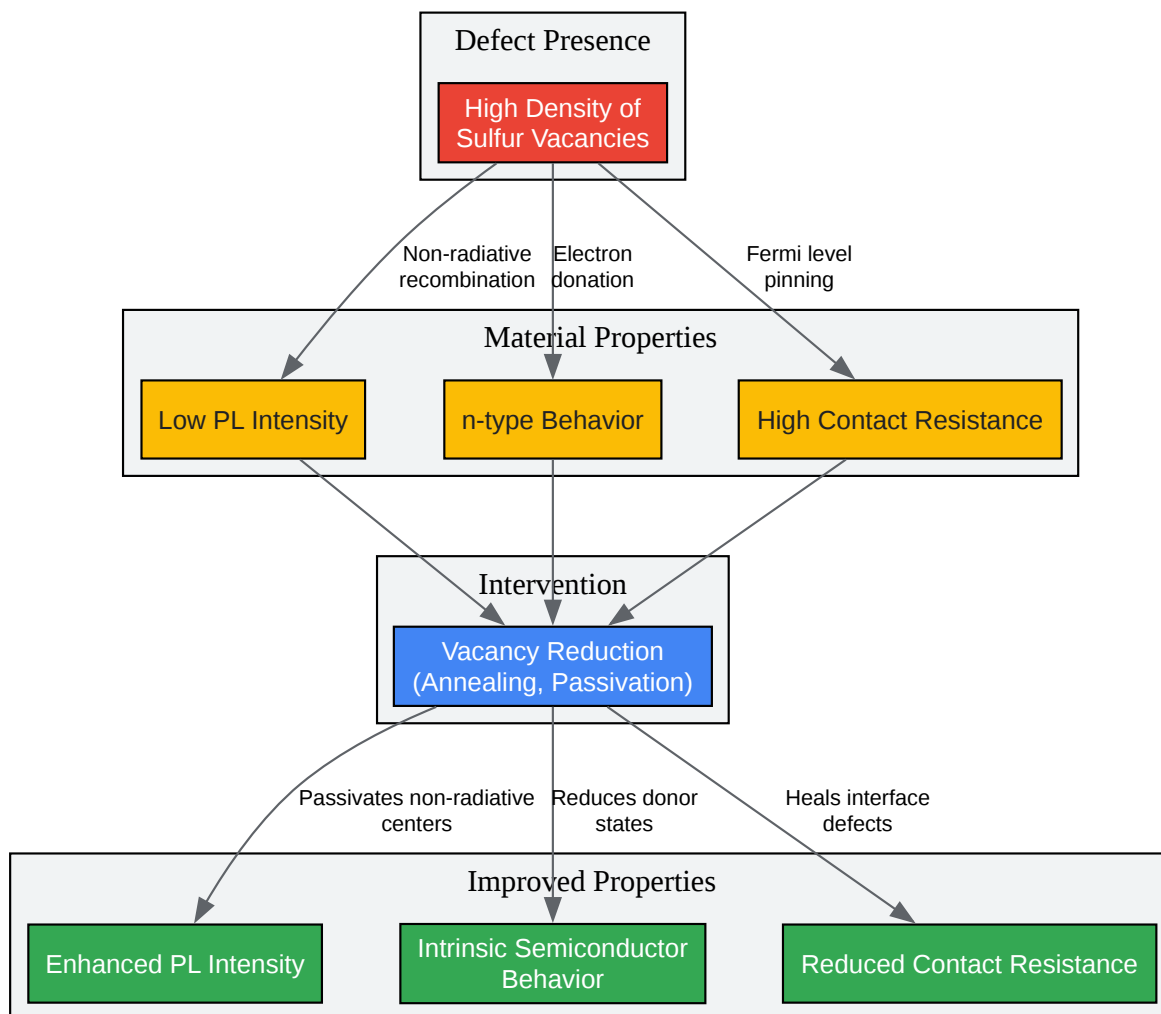 Defect Presence
High Density of
Sulfur Vacancies
Non-radiative
recombination
Electron
donation
Fermi level
pinning
Material Properties
Low PL Intensity
n-type Behavior
High Contact Resistance
Intervention
Vacancy Reduction
(Annealing, Passivation)
Passivates non-radiative
centers
Reduces donor
states
Heals interface
defects
Improved Properties
Enhanced PL Intensity
Intrinsic Semiconductor
Behavior
Reduced Contact Resistance